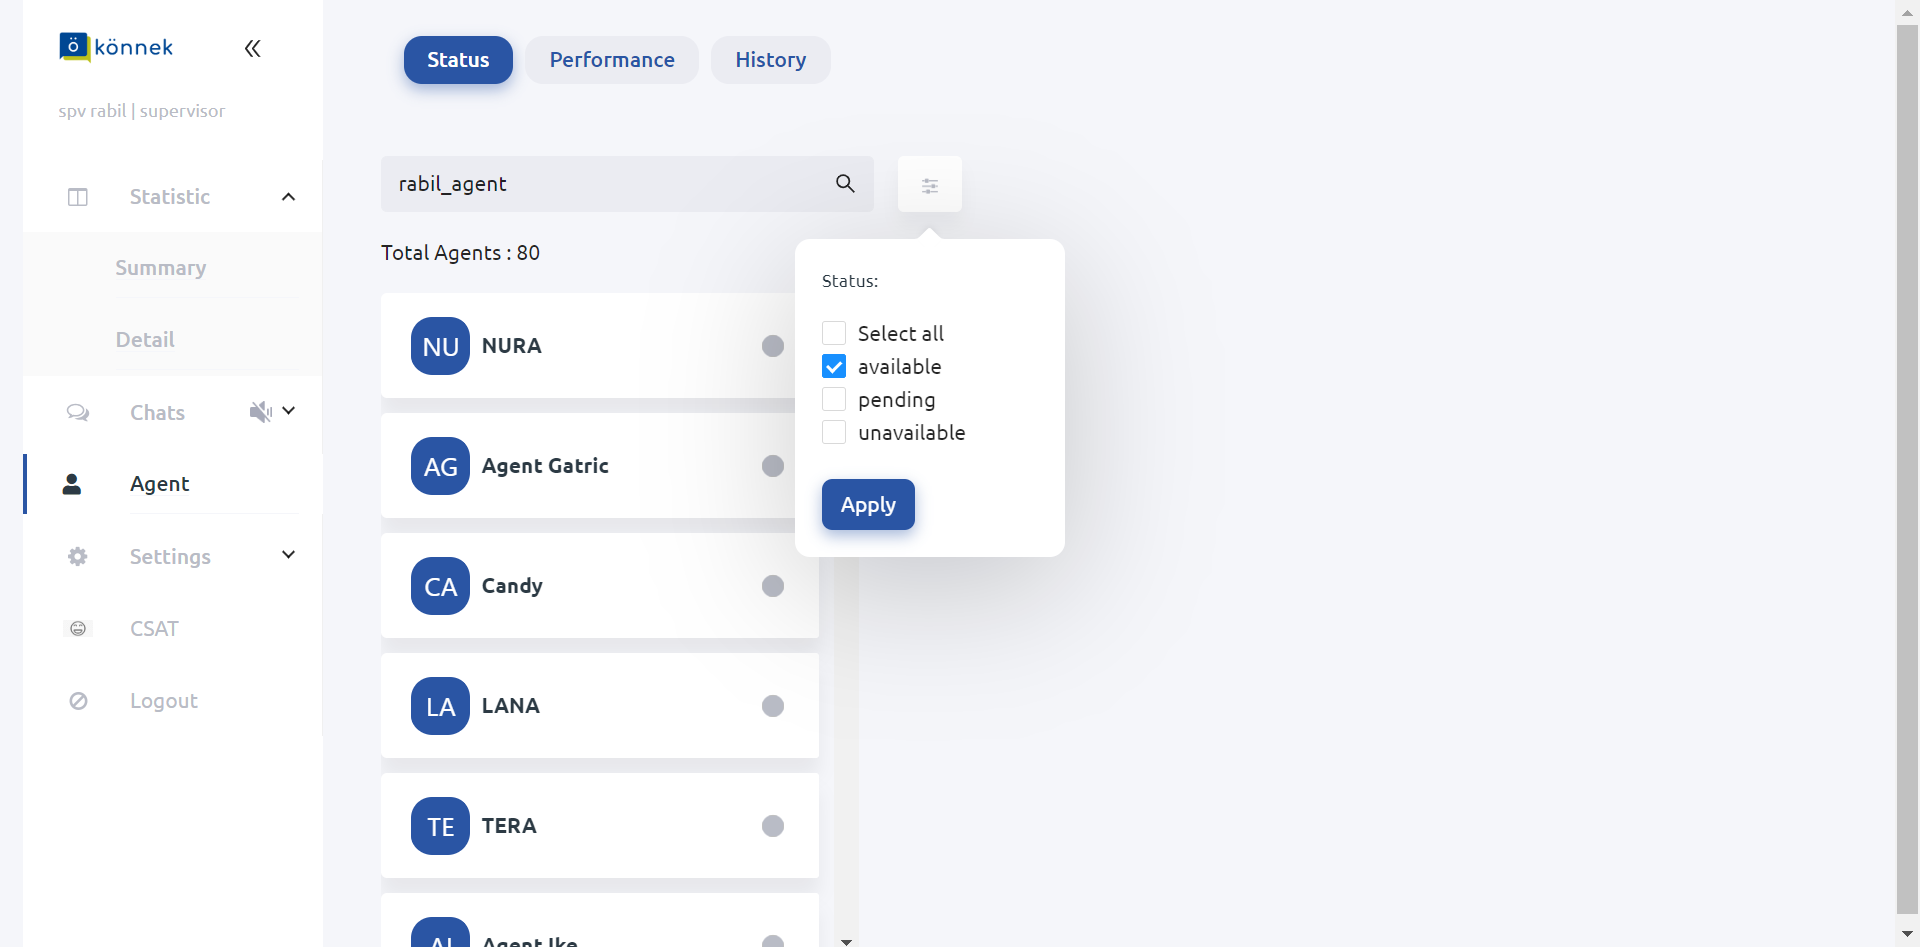 ö könnek
spv rabil | supervisor
Statistic
Summary
Detail
Chats
Agent
Settings
CSAT
Logout
Status Performance History
rabil_agent
Total Agents : 80
NU NURA
AG Agent Gatric
CA Candy
LA LANA
TE TERA
AI Agent Ike
Status:
Select all
available
pending
unavailable
Apply